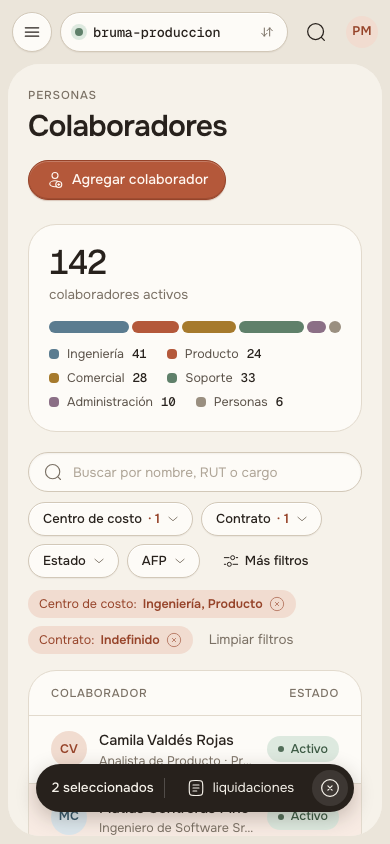 bruma-produccion
PM
PERSONAS
Colaboradores
Agregar colaborador
142
colaboradores activos
Ingeniería 41 Producto 24
Comercial 28 Soporte 33
Administración 10 Personas 6
Buscar por nombre, RUT o cargo
Centro de costo · 1 Contrato · 1
Estado AFP Más filtros
Centro de costo: Ingeniería, Producto
Contrato: Indefinido Limpiar filtros
COLABORADOR ESTADO
CV Camila Valdés Rojas Activo
Analista de Producto · Pr...
2 seleccionados liquidaciones
MC Activo
Ingeniero de Software Sr...